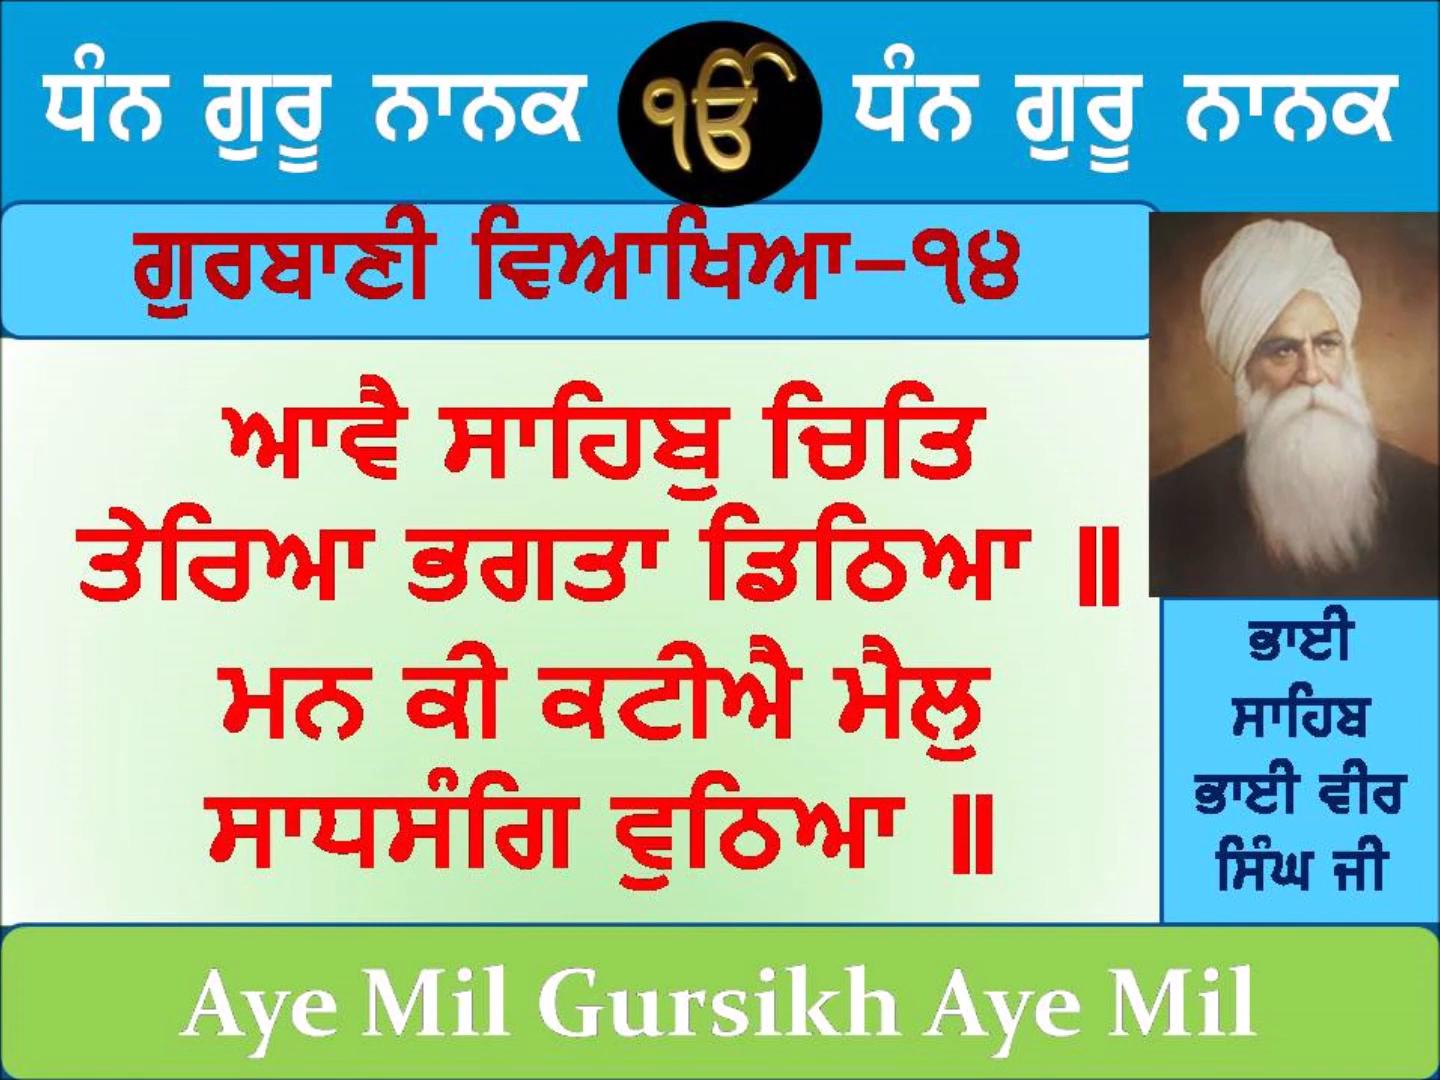 ਧੰਨ ਗੁਰੂ ਨਾਨਕ ੴ ਧੰਨ ਗੁਰੂ ਨਾਨਕ
ਗੁਰਬਾਣੀ ਵਿਆਖਿਆ-੧੪
ਆਵੈ ਸਾਹਿਬੁ ਚਿਤਿ
ਤੇਰਿਆ ਭਗਤਾ ਡਿਠਿਆ ॥
ਮਨ ਕੀ ਕਟੀਐ ਮੈਲੁ
ਸਾਧਸੰਗਿ ਵੁਠਿਆ ॥
ਭਾਈ
ਸਾਹਿਬ
ਭਾਈ ਵੀਰ
ਸਿੰਘ ਜੀ
Aye Mil Gursikh Aye Mil